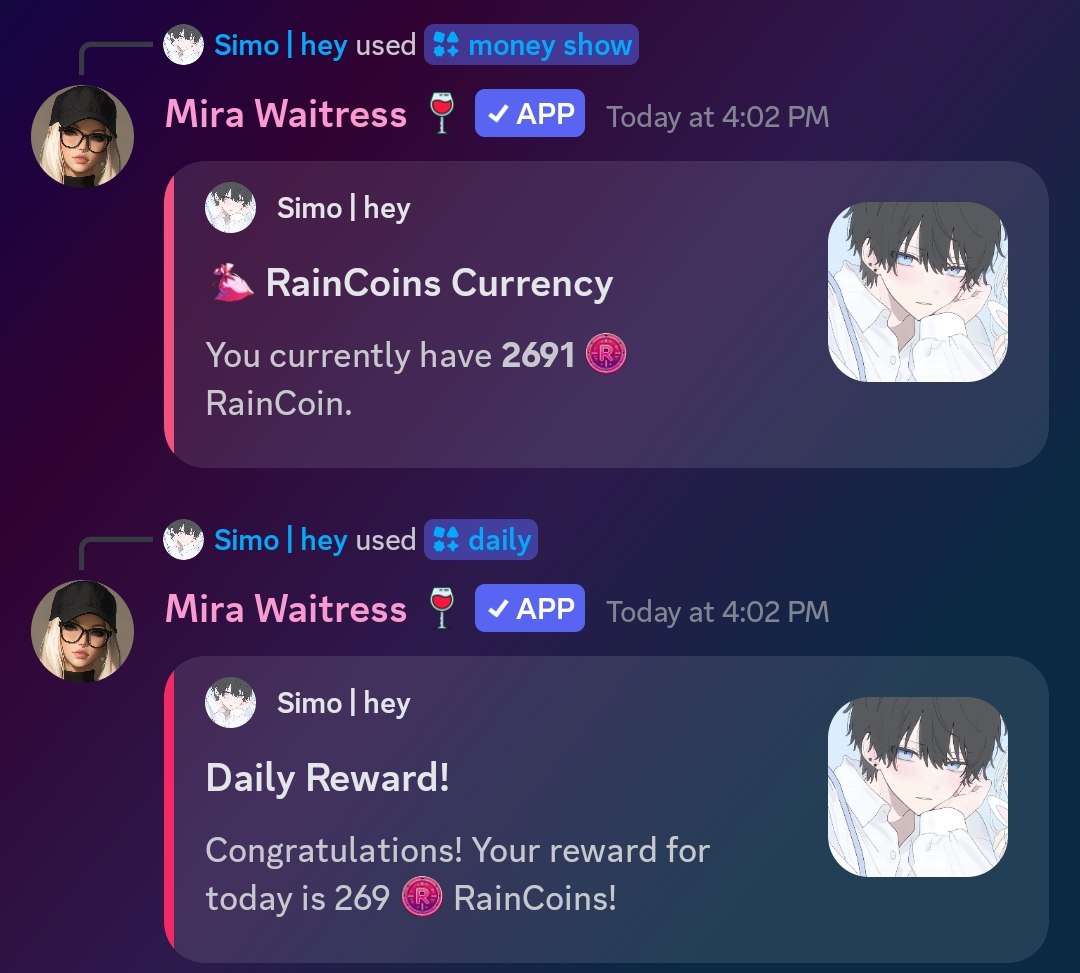 Simo | hey used money show
Mira Waitress 🍷 ✓ APP Today at 4:02 PM
Simo | hey
RainCoins Currency
You currently have 2691 R
RainCoin.
Simo | hey used daily
Mira Waitress 🍷 ✓ APP Today at 4:02 PM
Simo | hey
Daily Reward!
Congratulations! Your reward for
today is 269 R RainCoins!